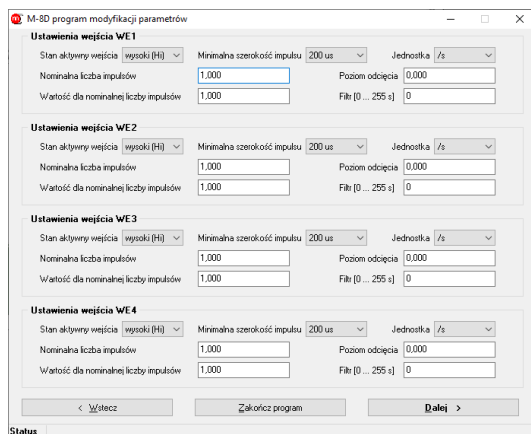 M-8D program modyfikacji parametrów
Ustawienia wejścia WE1
Stan aktywny wejścia wysoki (Hi) Minimalna szerokość impulsu 200 us Jednostka /s
Nominalna liczba impulsów 1,000 Poziom odcięcia 0,000
Wartość dla nominalnej liczby impulsów 1,000 Filtr [0 ... 255 s] 0
Ustawienia wejścia WE2
Stan aktywny wejścia wysoki (Hi) Minimalna szerokość impulsu 200 us Jednostka /s
Nominalna liczba impulsów 1,000 Poziom odcięcia 0,000
Wartość dla nominalnej liczby impulsów 1,000 Filtr [0 ... 255 s] 0
Ustawienia wejścia WE3
Stan aktywny wejścia wysoki (Hi) Minimalna szerokość impulsu 200 us Jednostka /s
Nominalna liczba impulsów 1,000 Poziom odcięcia 0,000
Wartość dla nominalnej liczby impulsów 1,000 Filtr [0 ... 255 s] 0
Ustawienia wejścia WE4
Stan aktywny wejścia wysoki (Hi) Minimalna szerokość impulsu 200 us Jednostka /s
Nominalna liczba impulsów 1,000 Poziom odcięcia 0,000
Wartość dla nominalnej liczby impulsów 1,000 Filtr [0 ... 255 s] 0
< Wstecz Zakończ program Dalej >
Status